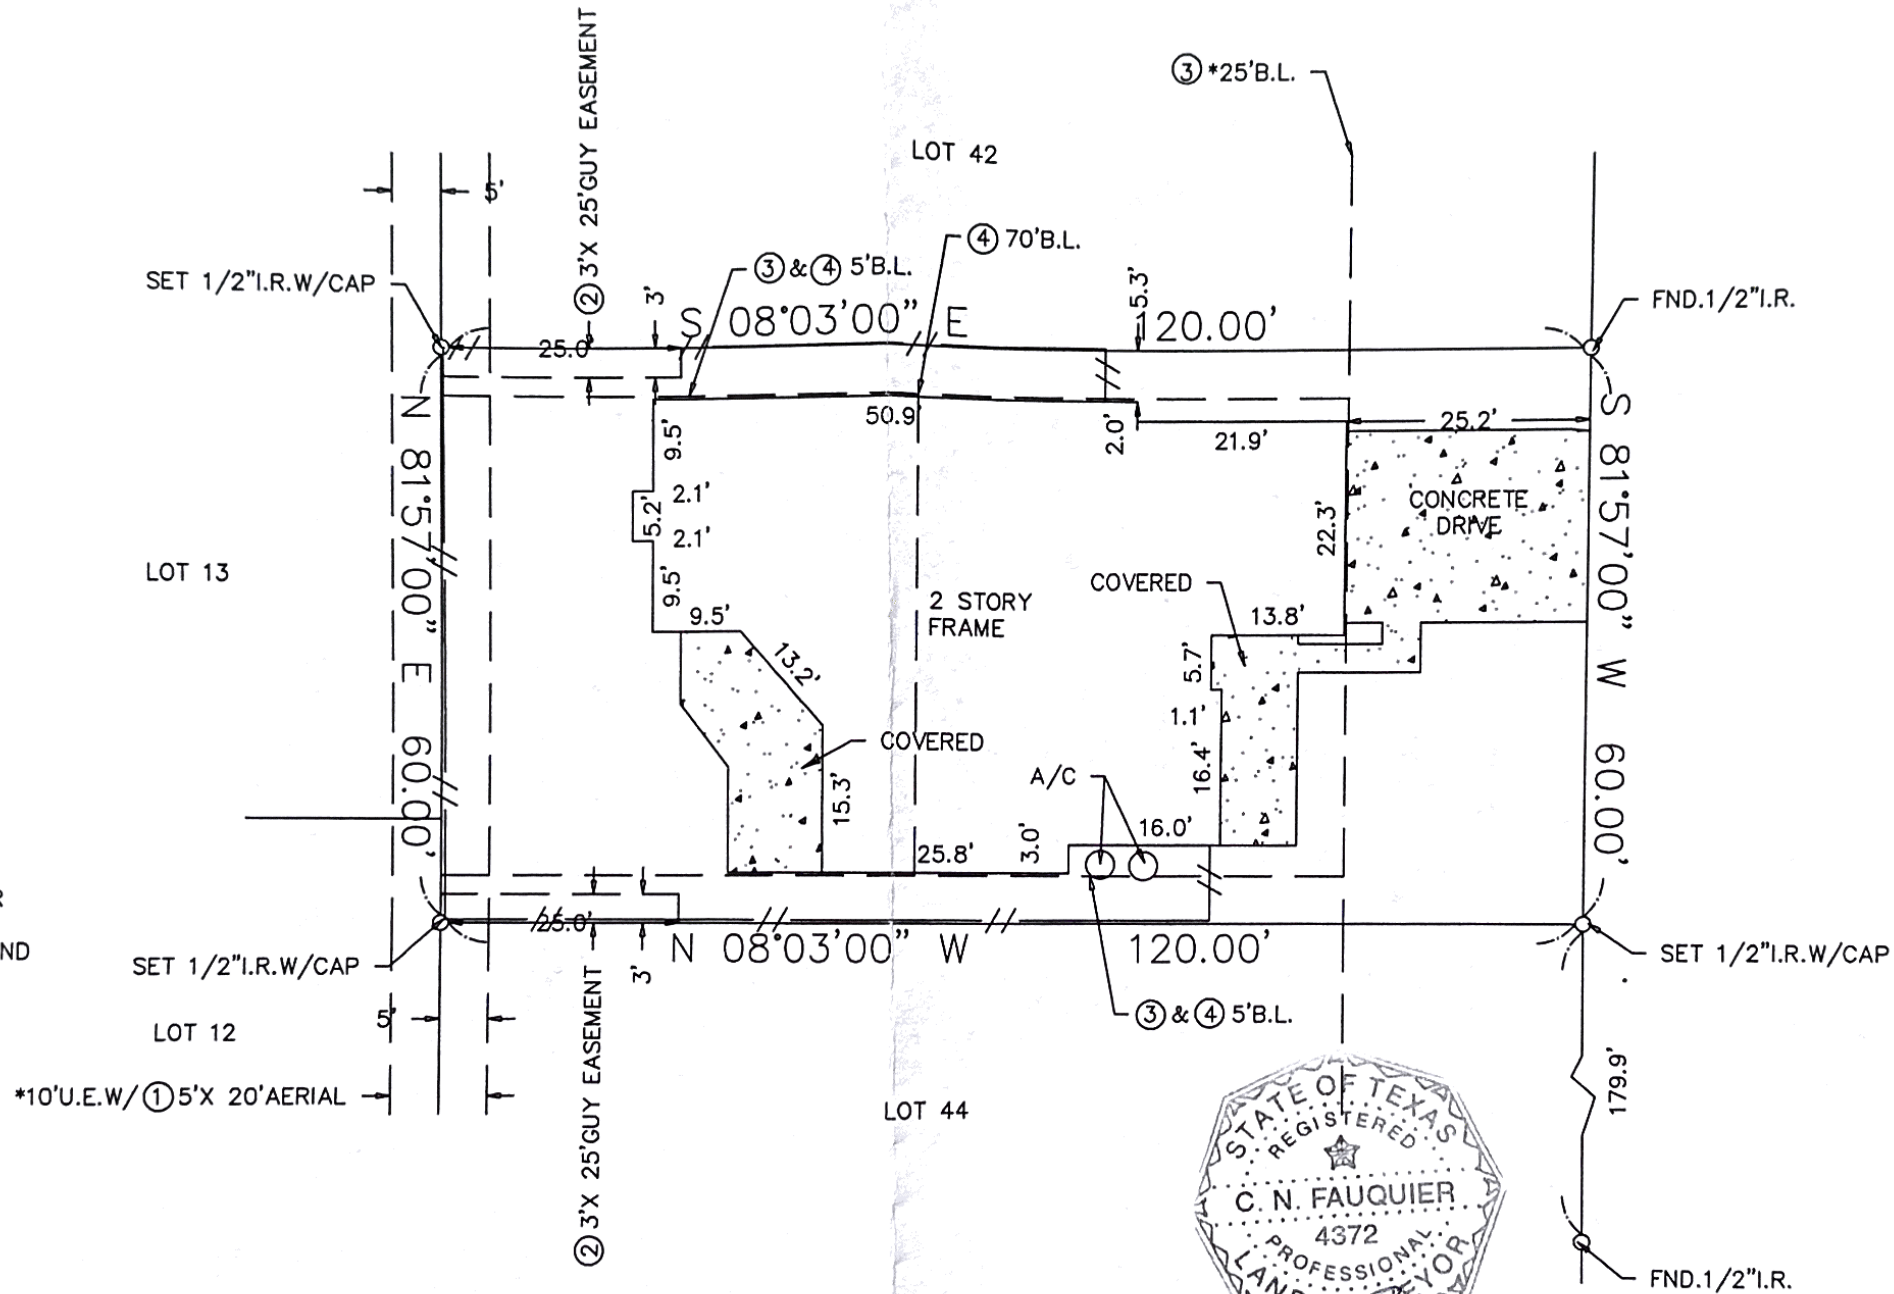 ② 3'X 25'GUY EASEMENT
③ *25'B.L.
LOT 42
5'
④ 70'B.L.
③ & ④ 5'B.L.
SET 1/2"I.R.W/CAP
FND.1/2"I.R.
3'
5.3'
S 08°03'00" E 120.00'
25.0'
N 81°57'00" E 60.00'
S 81°57'00" W 60.00'
50.9'
9.5'
2.0'
21.9'
25.2'
2.1'
5.2'
2.1'
CONCRETE
DRIVE
22.3'
LOT 13
9.5'
COVERED
9.5'
2 STORY
FRAME
13.8'
13.2'
5.7'
1.1'
COVERED
A/C
16.4'
15.3'
16.0'
25.8'
3.0'
R
ND
25.0'
N 08°03'00" W 120.00'
SET 1/2"I.R.W/CAP
SET 1/2"I.R.W/CAP
3'
③ & ④ 5'B.L.
5'
LOT 12
*10'U.E.W/ ① 5'X 20'AERIAL
② 3'X 25'GUY EASEMENT
LOT 44
179.9'
STATE OF TEXAS
REGISTERED
C. N. FAUQUIER
4372
PROFESSIONAL
FND.1/2"I.R.